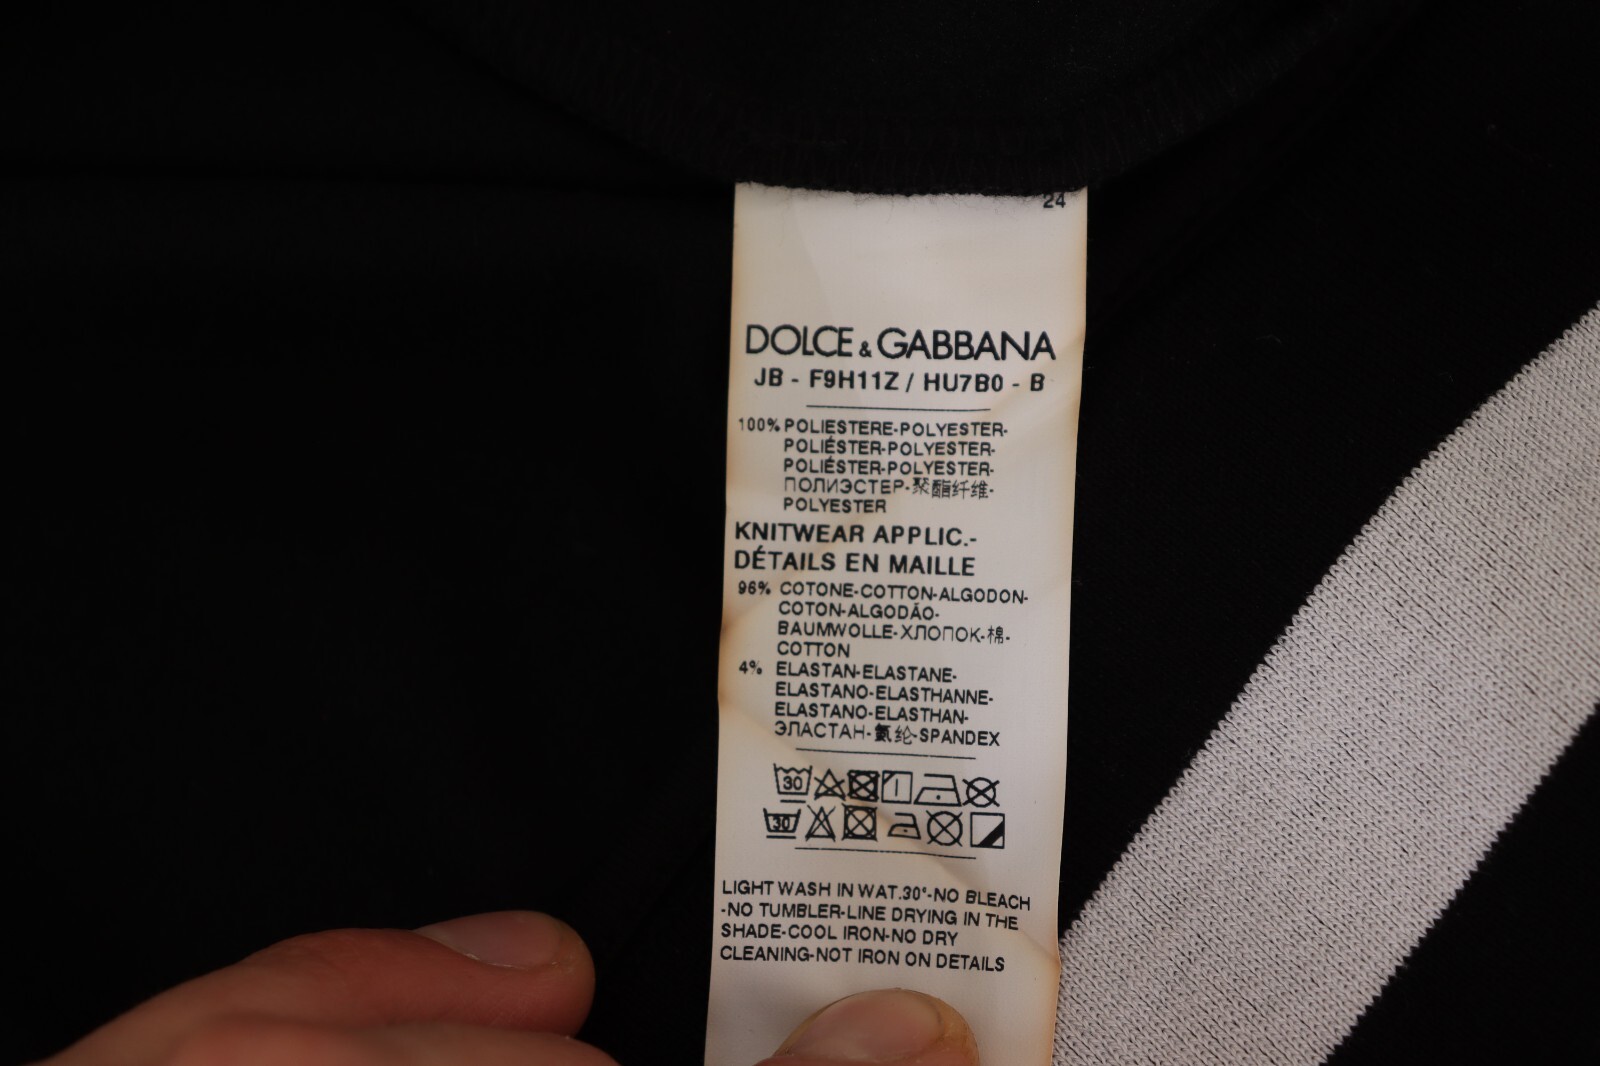 24
DOLCE & GABBANA
JB - F9H11Z / HU7B0 - B
100% POLIESTERE-POLYESTER-
POLIÉSTER-POLYESTER-
POLIÉSTER-POLYESTER-
ПОЛИЭСТЕР-聚酯纤维-
POLYESTER
KNITWEAR APPLIC.-
DÉTAILS EN MAILLE
96% COTONE-COTTON-ALGODON-
COTON-ALGODÃO-
BAUMWOLLE-ХЛОПОК-棉-
COTTON
4% ELASTAN-ELASTANE-
ELASTANO-ELASTHANNE-
ELASTANO-ELASTHAN-
ЭЛАСТАН-氨纶-SPANDEX
30
30
LIGHT WASH IN WAT.30°-NO BLEACH
-NO TUMBLER-LINE DRYING IN THE
SHADE-COOL IRON-NO DRY
CLEANING-NOT IRON ON DETAILS